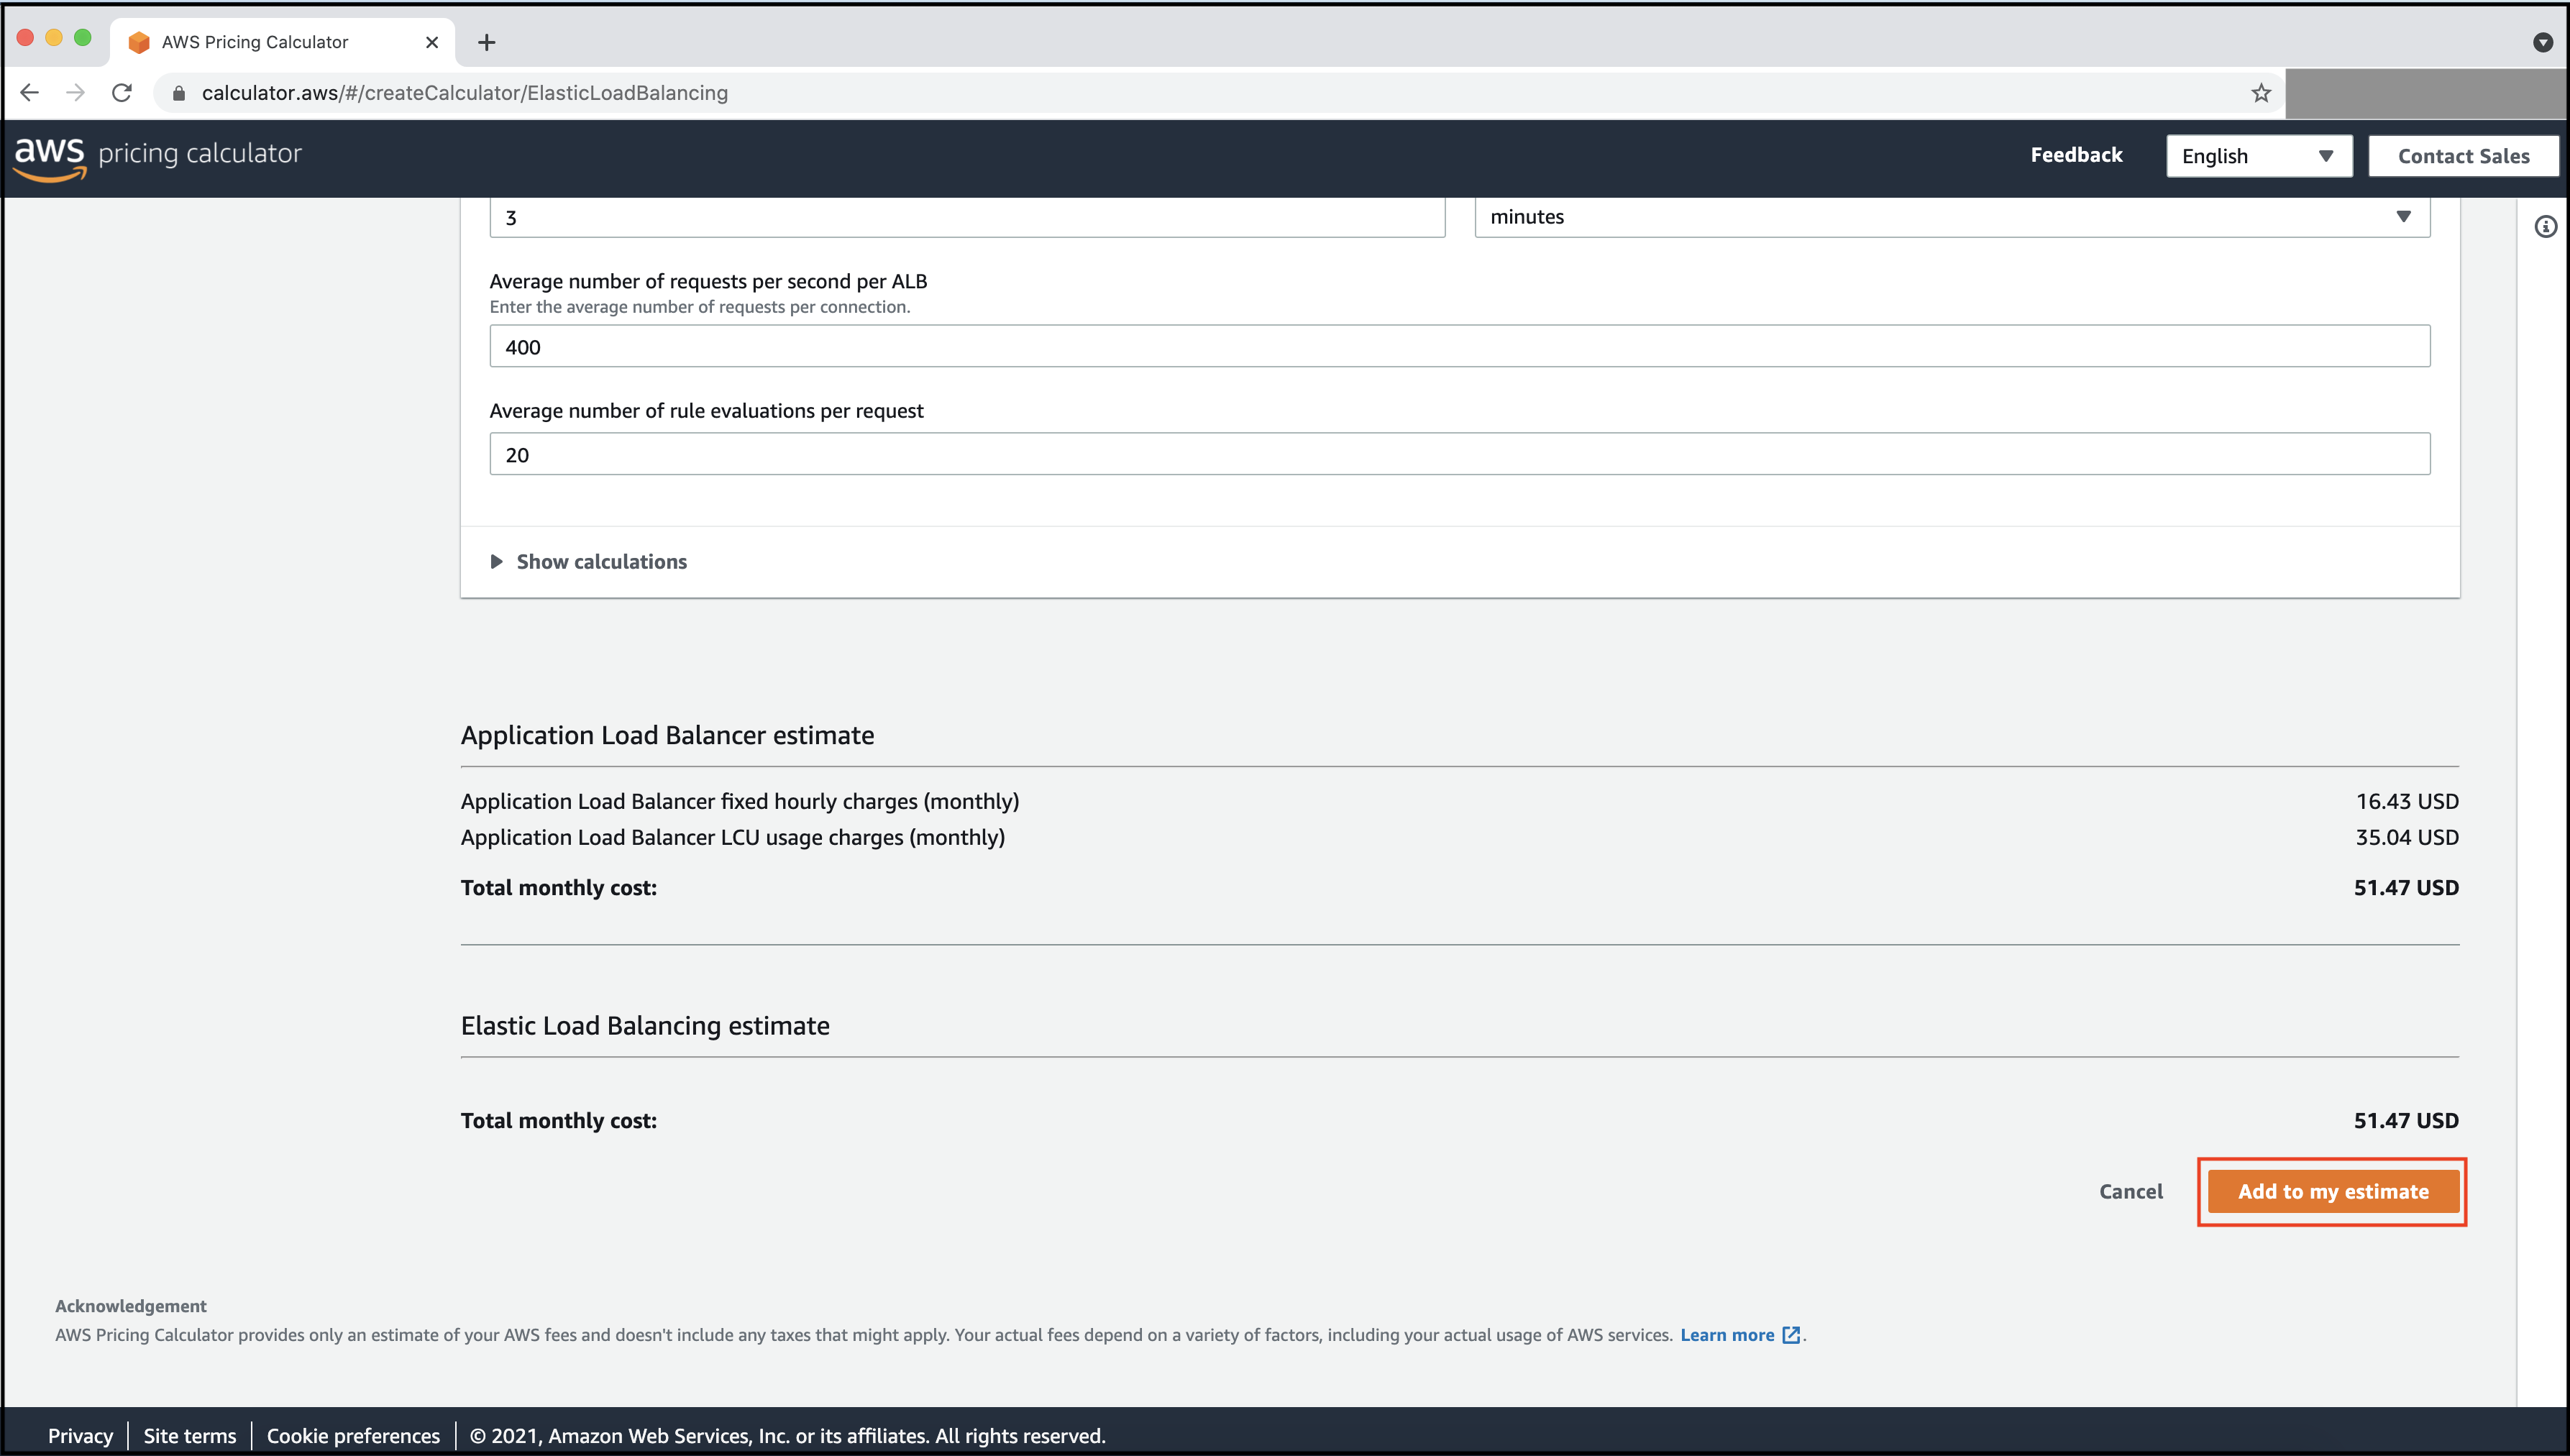 AWS Pricing Calculator
calculator.aws/#/createCalculator/ElasticLoadBalancing
aws pricing calculator
Feedback
English
Contact Sales
3
minutes
Average number of requests per second per ALB
Enter the average number of requests per connection.
400
Average number of rule evaluations per request
20
Show calculations
Application Load Balancer estimate
Application Load Balancer fixed hourly charges (monthly) 16.43 USD
Application Load Balancer LCU usage charges (monthly) 35.04 USD
Total monthly cost: 51.47 USD
Elastic Load Balancing estimate
Total monthly cost: 51.47 USD
Cancel
Add to my estimate
Acknowledgement
AWS Pricing Calculator provides only an estimate of your AWS fees and doesn't include any taxes that might apply. Your actual fees depend on a variety of factors, including your actual usage of AWS services. Learn more.
Privacy
Site terms
Cookie preferences
© 2021, Amazon Web Services, Inc. or its affiliates. All rights reserved.